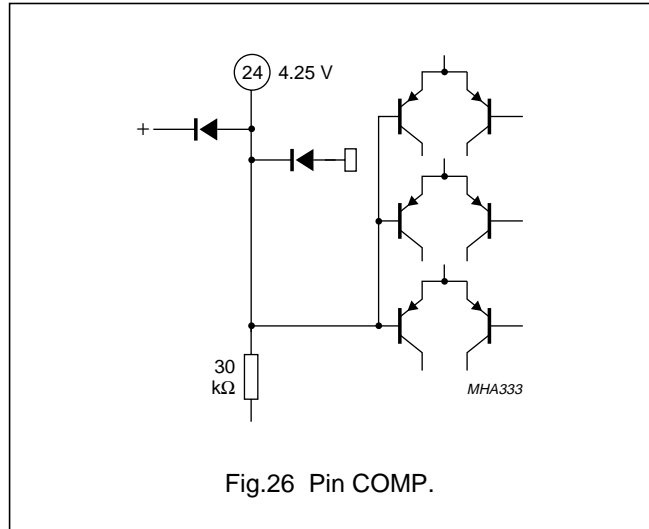 24 4.25 V
+
30
kΩ
MHA333
Fig.26 Pin COMP.